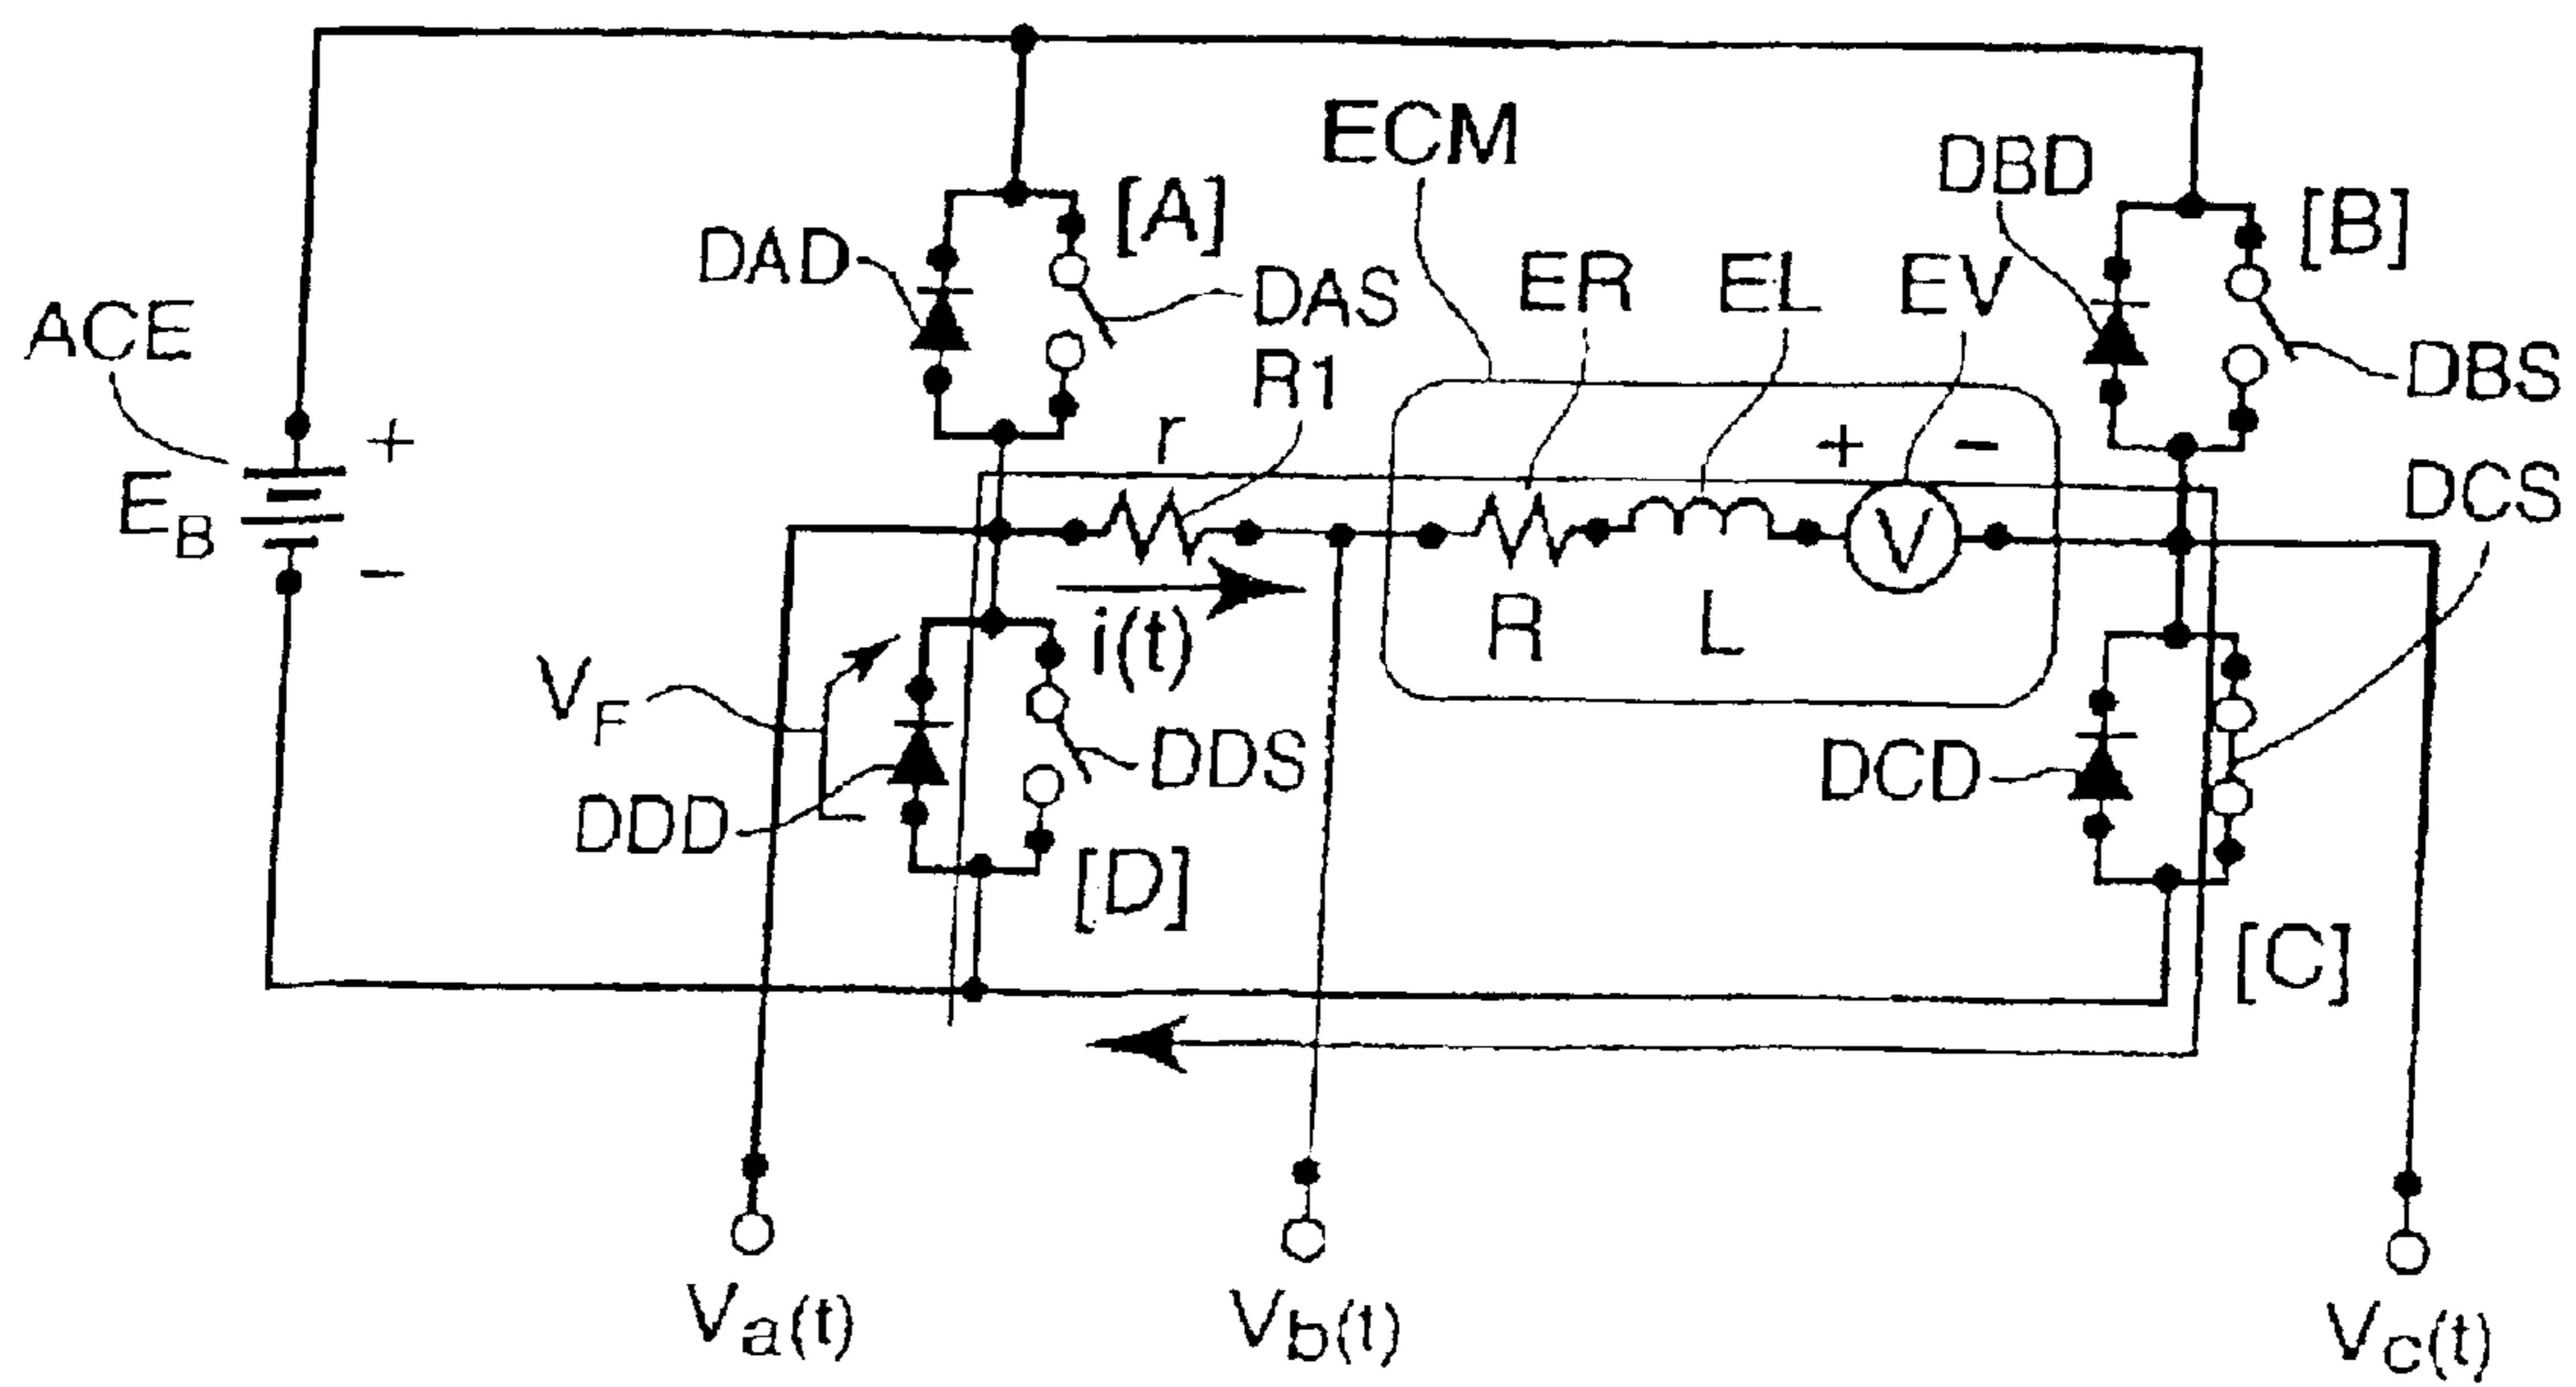 ECM
DBD
[A]
[B]
DAD
DAS
ER
EL
EV
ACE
R1
DBS
+
r
+
−
E_B
DCS
V
−
i(t)
R
L
V_F
DDS
DCD
DDD
[D]
[C]
V_a(t)
V_b(t)
V_c(t)